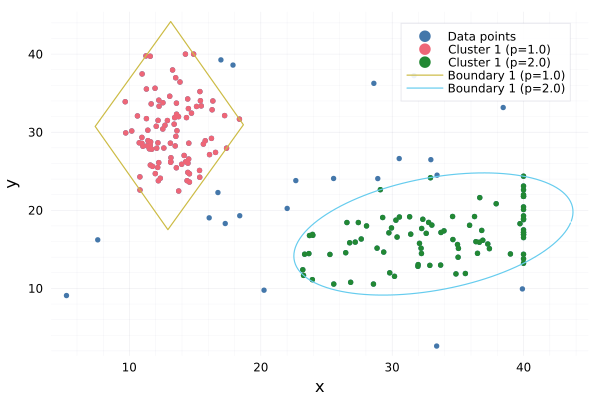 Data points
Cluster 1 (p=1.0)
Cluster 1 (p=2.0)
Boundary 1 (p=1.0)
Boundary 1 (p=2.0)
40
30
20
10
y
10 20 30 40
x